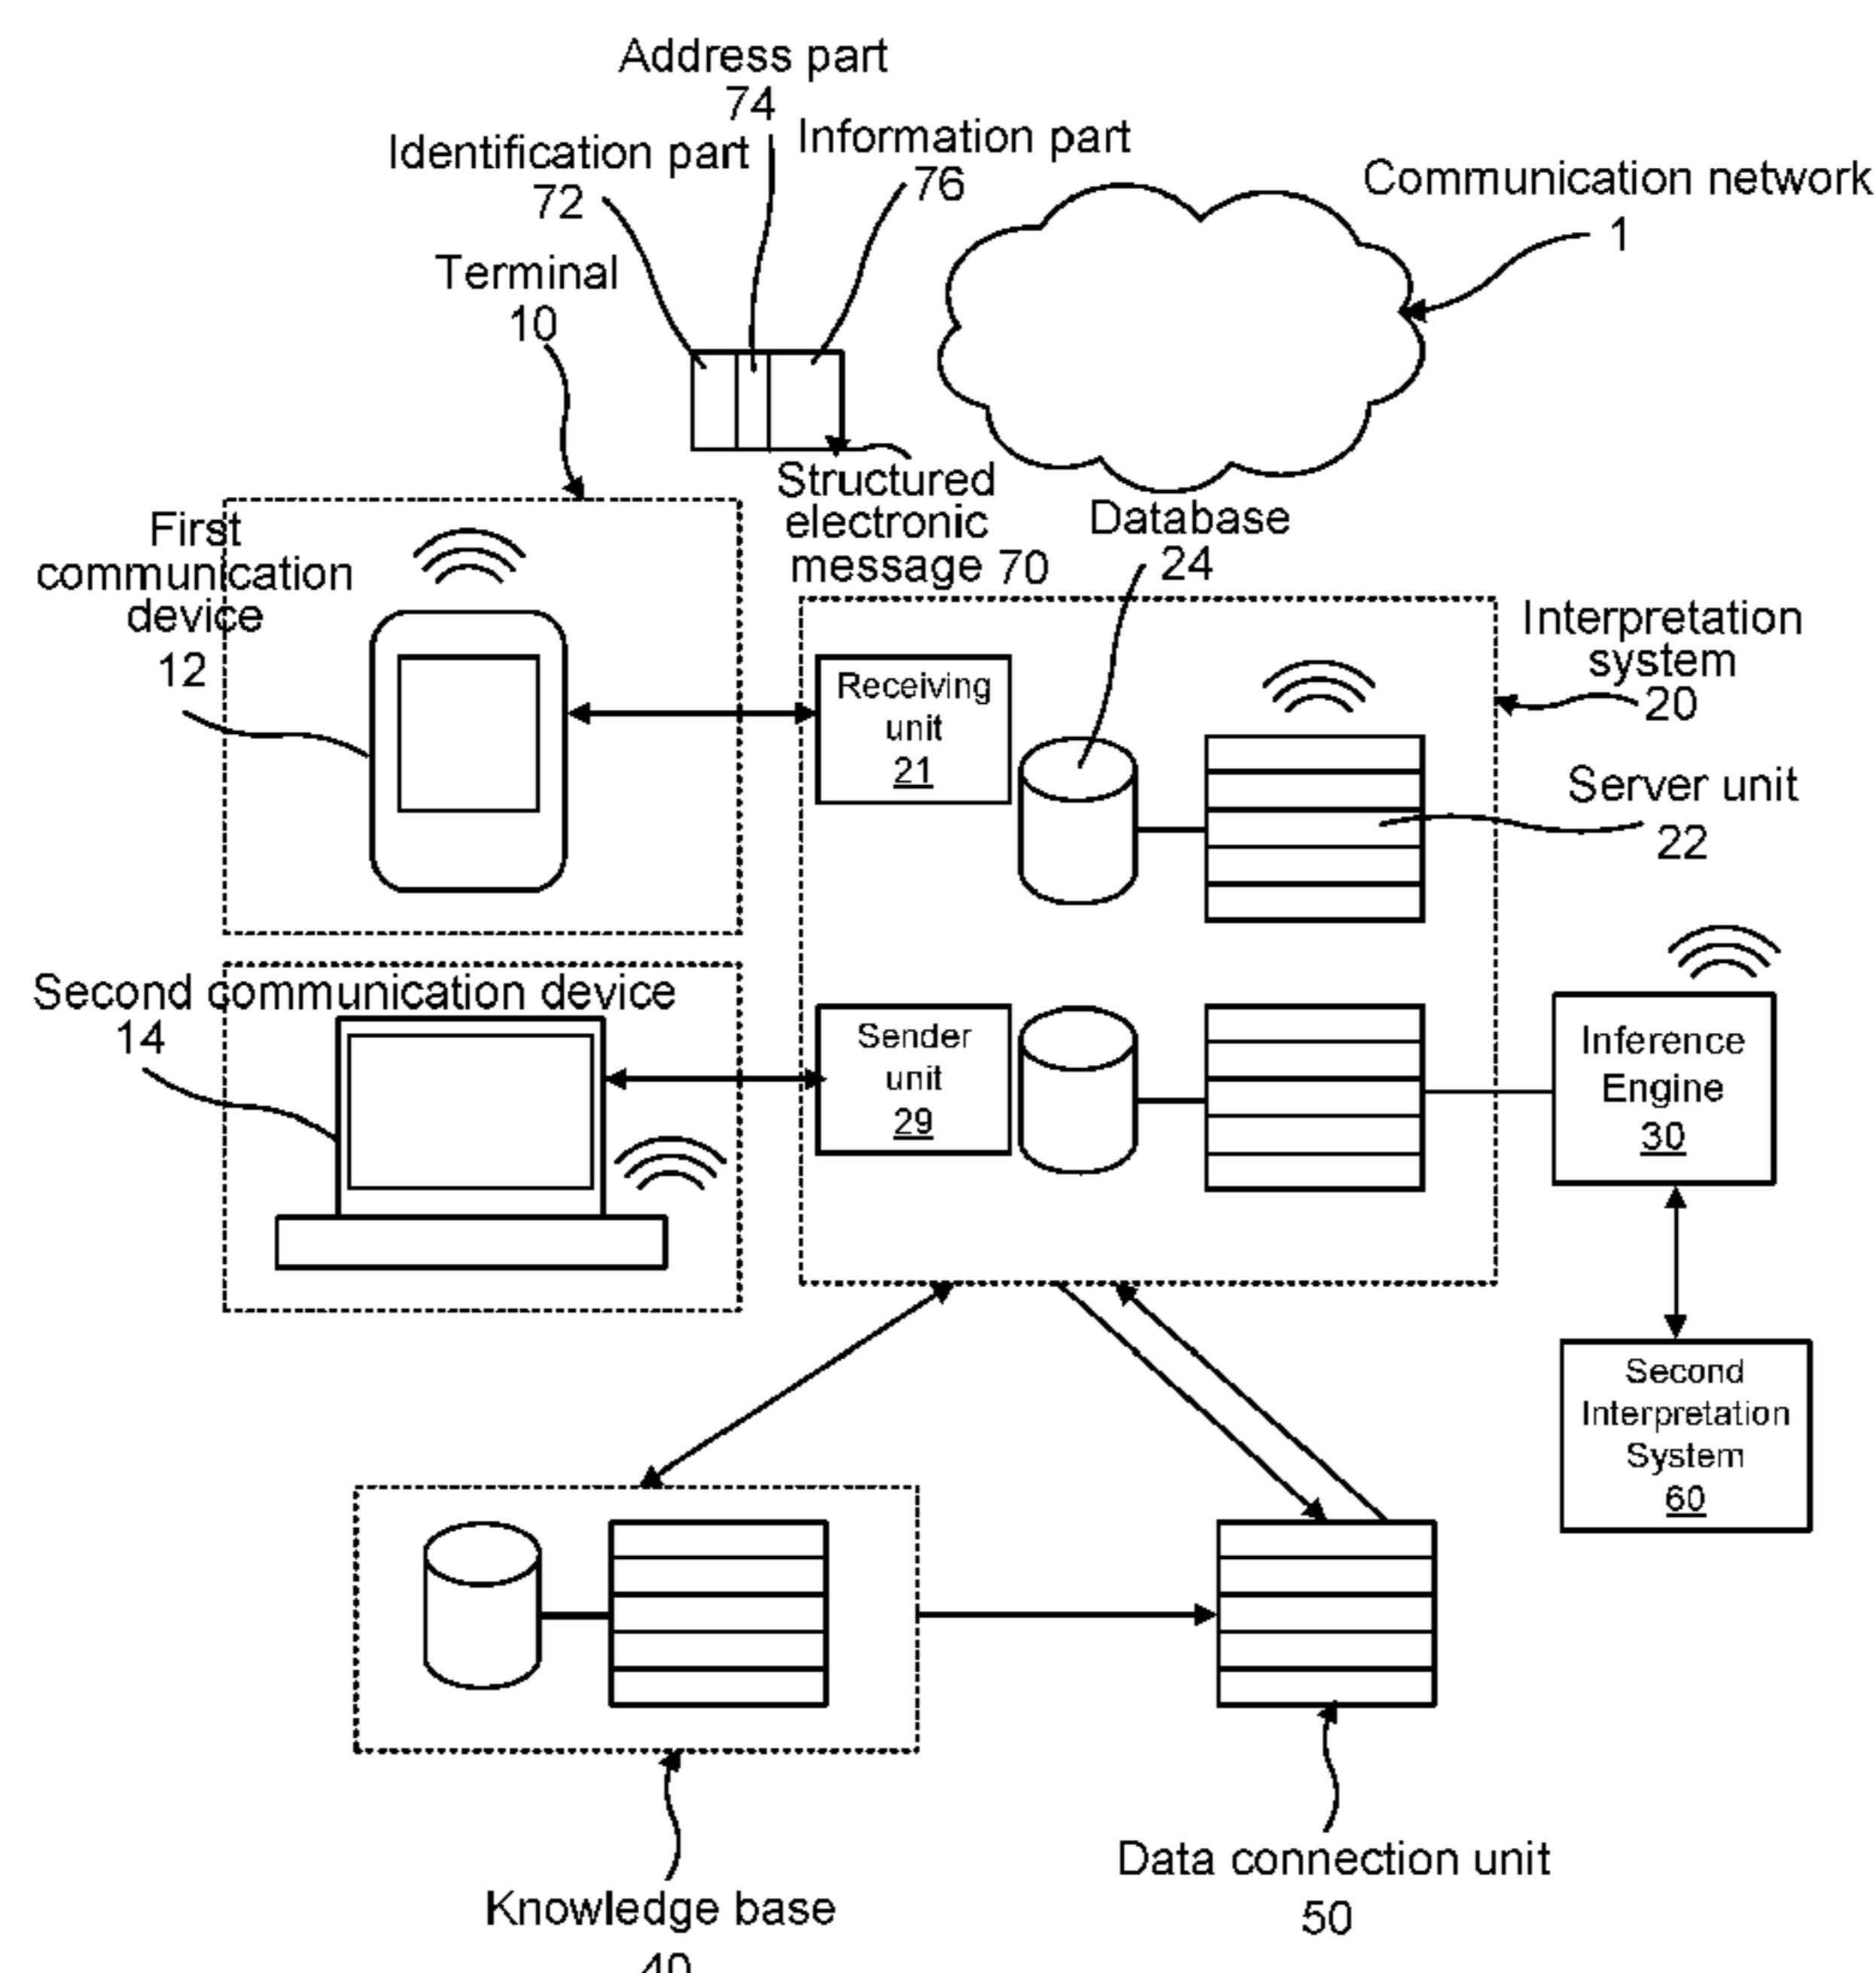 Address part
74
Identification part
72
Information part
76
Communication network
1
Terminal
10
Structured
electronic
message 70
Database
24
First
communication
device
12
Interpretation
system
20
Receiving
unit
21
Server unit
22
Second communication device
14
Sender
unit
29
Inference
Engine
30
Second
Interpretation
System
60
Data connection unit
50
Knowledge base
40